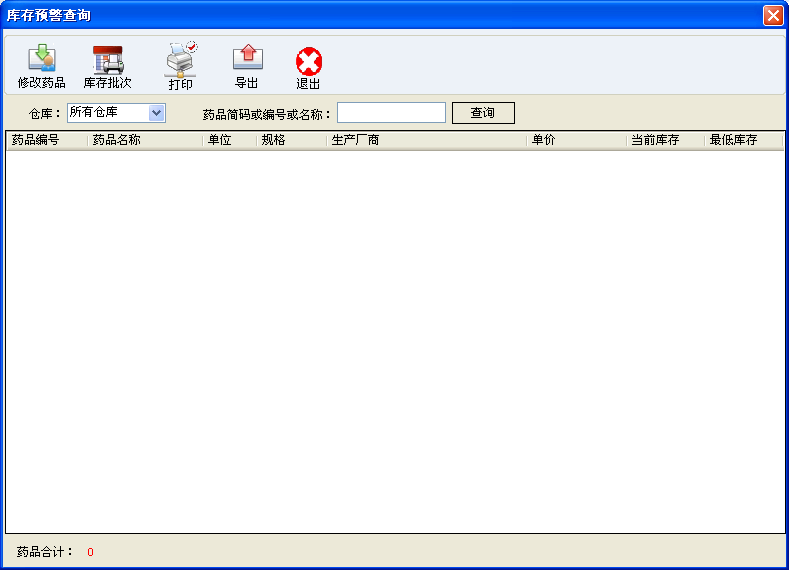 库存预警查询
修改药品 库存批次 打印 导出 退出
仓库： 所有仓库 药品简码或编号或名称： 查询
药品编号 药品名称 单位 规格 生产厂商 单价 当前库存 最低库存
药品合计： 0